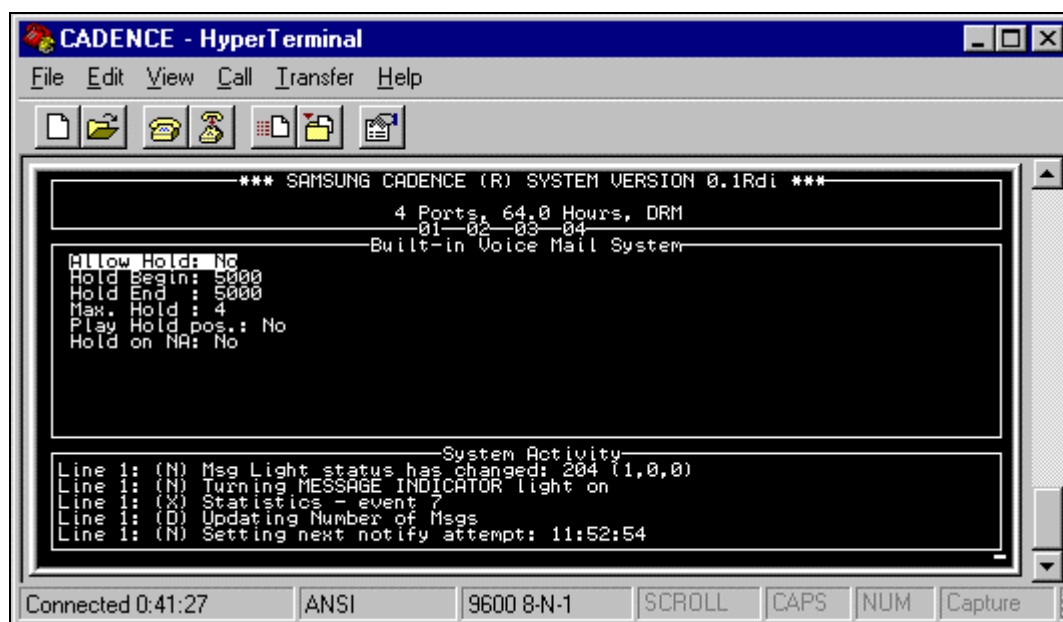 CADENCE - HyperTerminal
File Edit View Call Transfer Help
*** SAMSUNG CADENCE (R) SYSTEM VERSION 0.1Rdi ***
4 Ports, 64.0 Hours, DRM
01 02 03 04
Built-in Voice Mail System
Allow Hold: No
Hold Begin: 5000
Hold End : 5000
Max. Hold : 4
Play Hold pos.: No
Hold on NA: No
System Activity
Line 1: (N) Msg Light status has changed: 204 (1,0,0)
Line 1: (N) Turning MESSAGE INDICATOR light on
Line 1: (X) Statistics - event 7
Line 1: (D) Updating Number of Msgs
Line 1: (N) Setting next notify attempt: 11:52:54
Connected 0:41:27 ANSI 9600 8-N-1 SCROLL CAPS NUM Capture